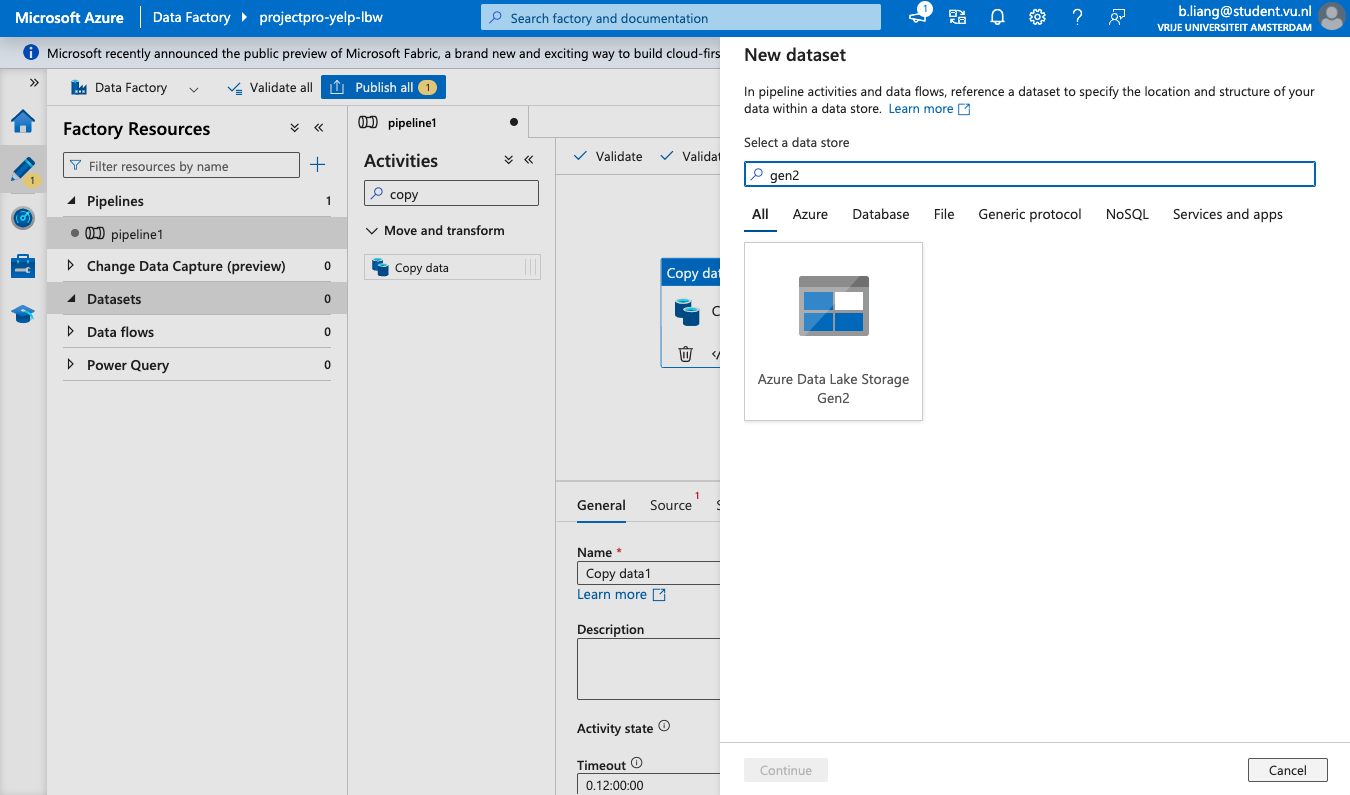 Microsoft Azure
Data Factory
projectpro-yelp-lbw
Search factory and documentation
1
b.liang@student.vu.nl
VRIJE UNIVERSITEIT AMSTERDAM
Microsoft recently announced the public preview of Microsoft Fabric, a brand new and exciting way to build cloud-firs
Data Factory
Validate all
Publish all 1
Factory Resources
Filter resources by name
1
Pipelines 1
pipeline1
Change Data Capture (preview) 0
Datasets 0
Data flows 0
Power Query 0
pipeline1
Activities
copy
Move and transform
Copy data
Validate
Validat
Copy dat
C
General
Source 1
S
Name *
Copy data1
Learn more
Description
Activity state
Timeout
0.12:00:00
New dataset
In pipeline activities and data flows, reference a dataset to specify the location and structure of your
data within a data store. Learn more
Select a data store
gen2
All Azure Database File Generic protocol NoSQL Services and apps
Azure Data Lake Storage
Gen2
Continue
Cancel